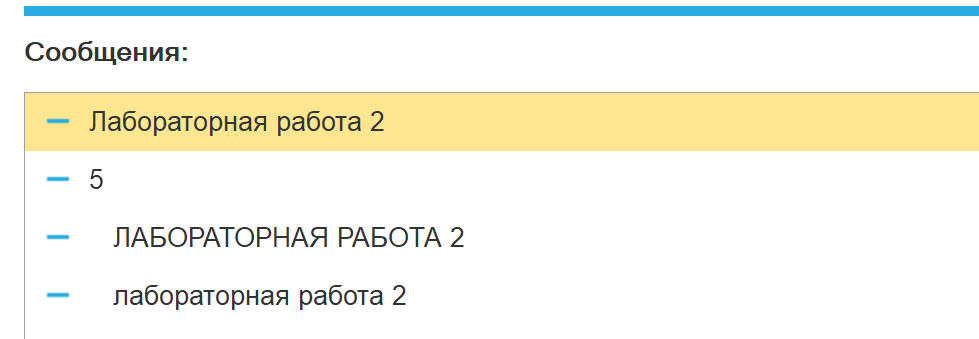 Сообщения:
Лабораторная работа 2
5
ЛАБОРАТОРНАЯ РАБОТА 2
лабораторная работа 2